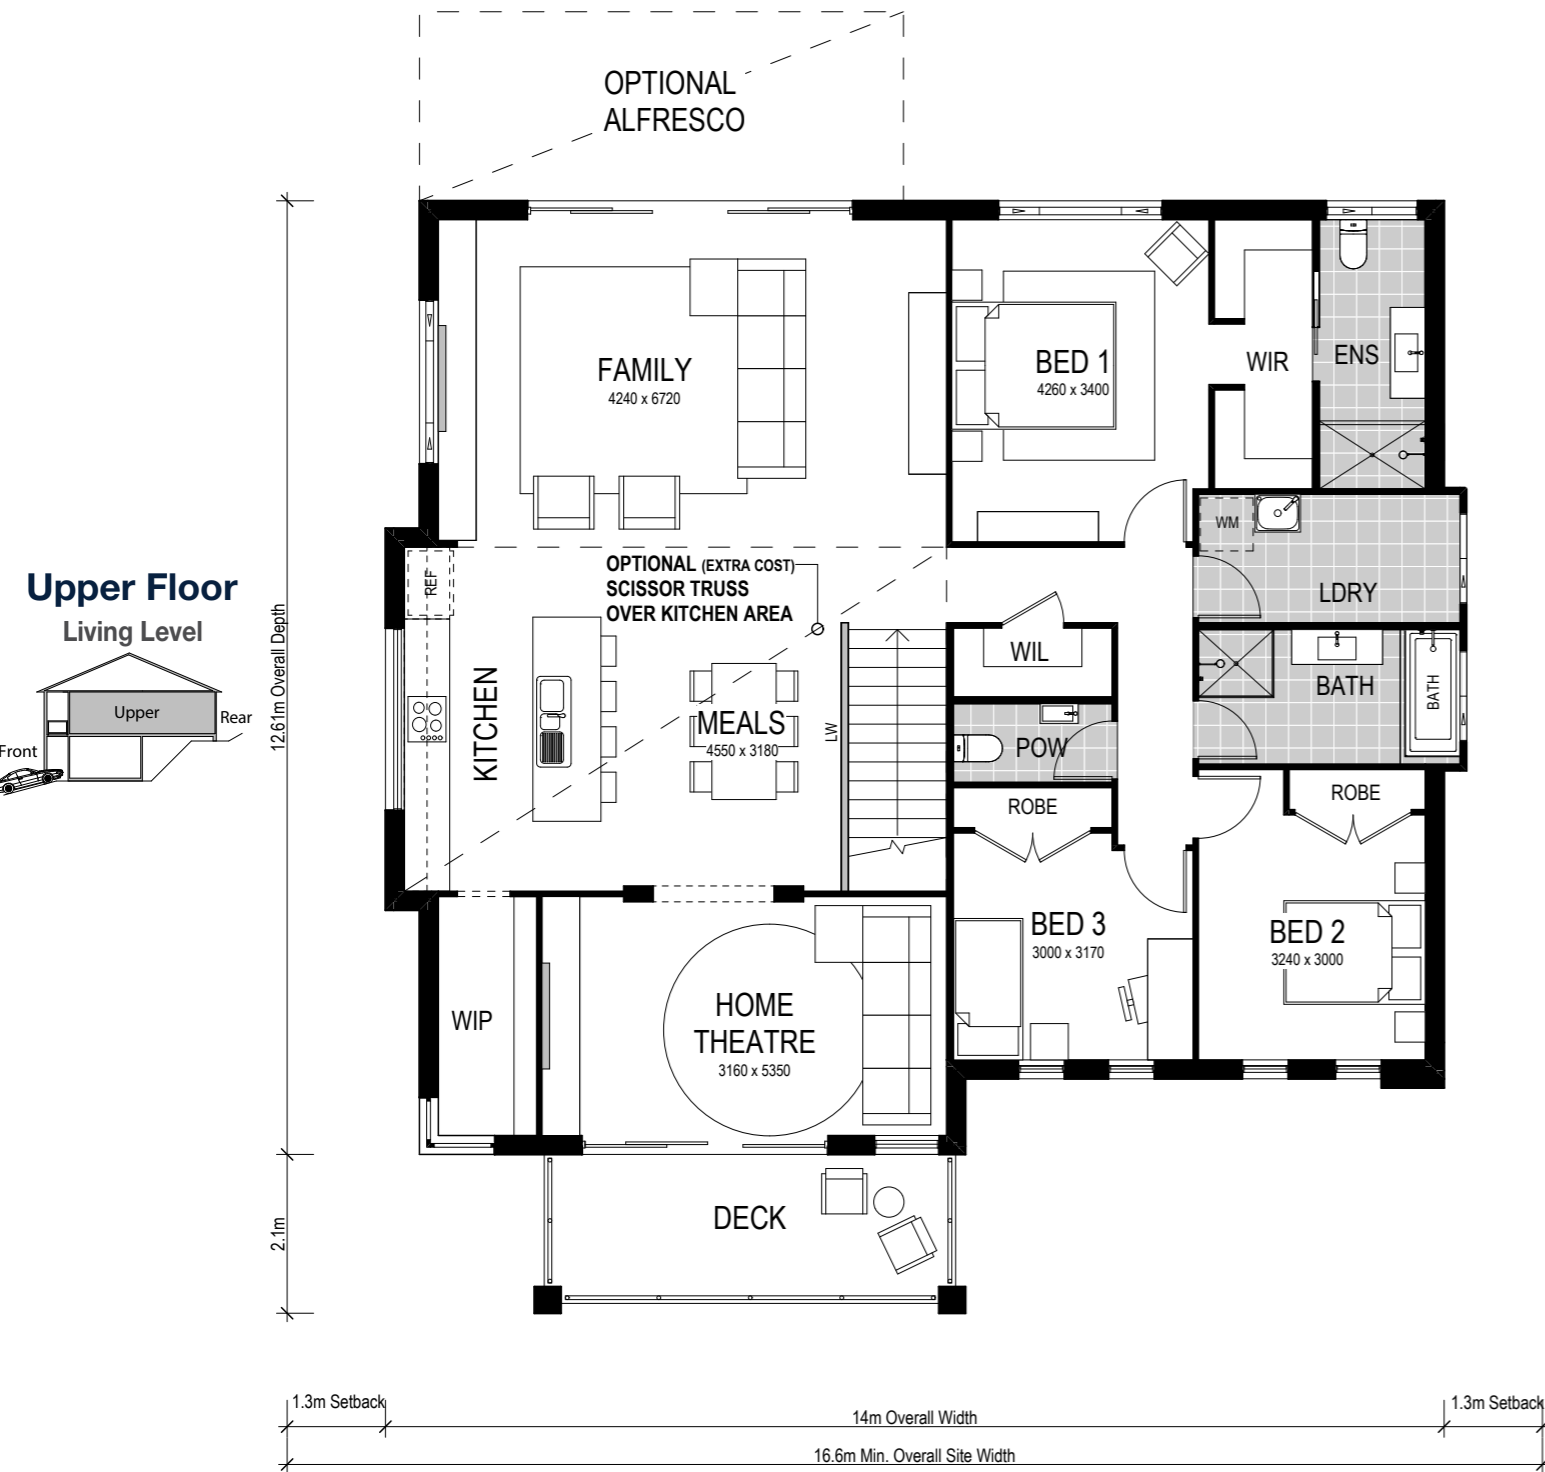 OPTIONAL
ALFRESCO
FAMILY
4240 x 6720
BED 1
4260 x 3400
WIR
ENS
WM
LDRY
OPTIONAL (EXTRA COST)
SCISSOR TRUSS
OVER KITCHEN AREA
REF
KITCHEN
MEALS
4550 x 3180
LW
WIL
POW
BATH
BATH
ROBE
ROBE
BED 3
3000 x 3170
BED 2
3240 x 3000
WIP
HOME
THEATRE
3160 x 5350
DECK
Upper Floor
Living Level
Upper
Rear
Front
12.61m Overall Depth
2.1m
1.3m Setback
14m Overall Width
1.3m Setback
16.6m Min. Overall Site Width